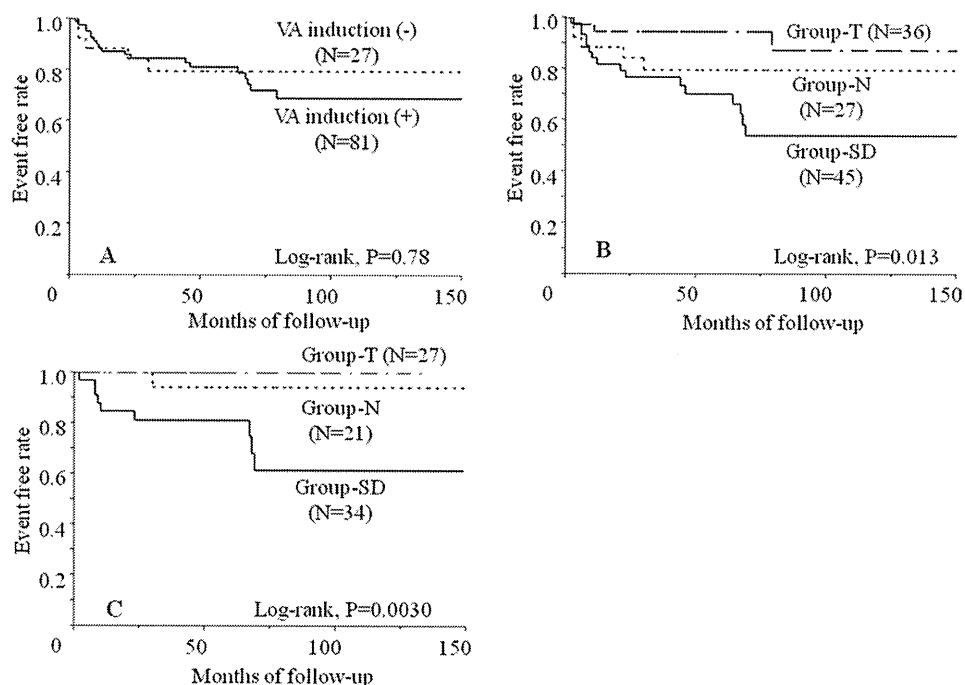 1.0
0.8
0.6
0.4
0.2
0
50
100
150
Event free rate
Months of follow-up
VA induction (-)
(N=27)
VA induction (+)
(N=81)
A
Log-rank, P=0.78
1.0
0.8
0.6
0.4
0.2
0
50
100
150
Event free rate
Months of follow-up
Group-T (N=36)
Group-N
(N=27)
Group-SD
(N=45)
B
Log-rank, P=0.013
1.0
0.8
0.6
0.4
0.2
0
50
100
150
Event free rate
Months of follow-up
Group-T (N=27)
Group-N
(N=21)
Group-SD
(N=34)
C
Log-rank, P=0.0030